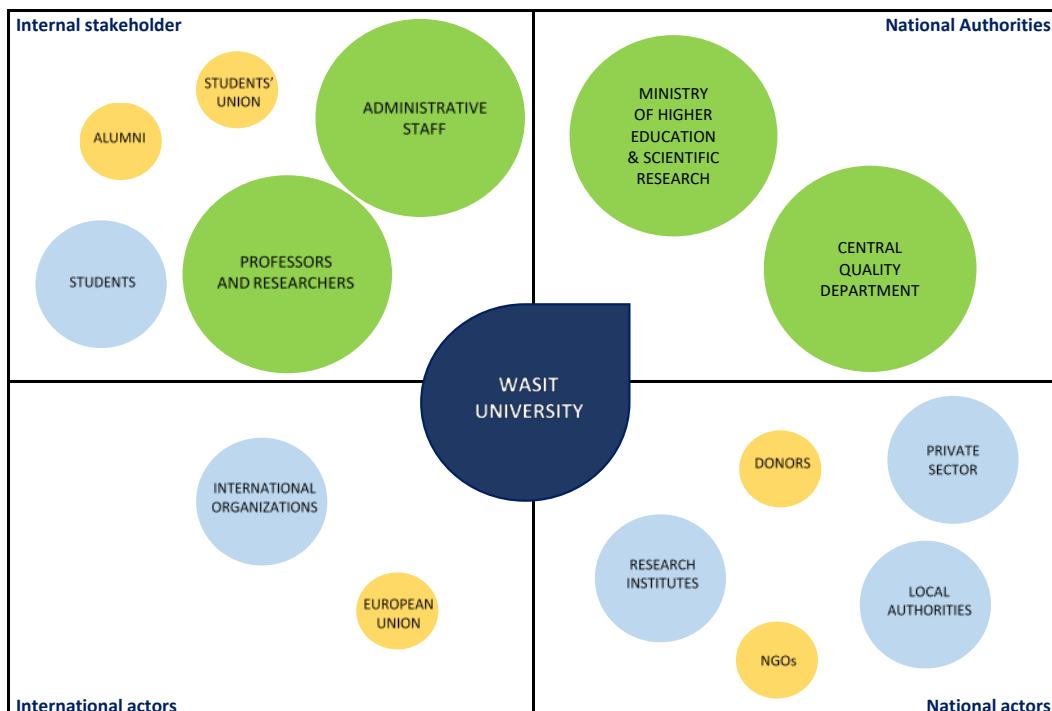 Internal stakeholder
STUDENTS’
UNION
ALUMNI
ADMINISTRATIVE
STAFF
STUDENTS
PROFESSORS
AND RESEARCHERS
National Authorities
MINISTRY
OF HIGHER
EDUCATION
& SCIENTIFIC
RESEARCH
CENTRAL
QUALITY
DEPARTMENT
WASIT
UNIVERSITY
INTERNATIONAL
ORGANIZATIONS
EUROPEAN
UNION
International actors
DONORS
PRIVATE
SECTOR
RESEARCH
INSTITUTES
LOCAL
AUTHORITIES
NGOs
National actors